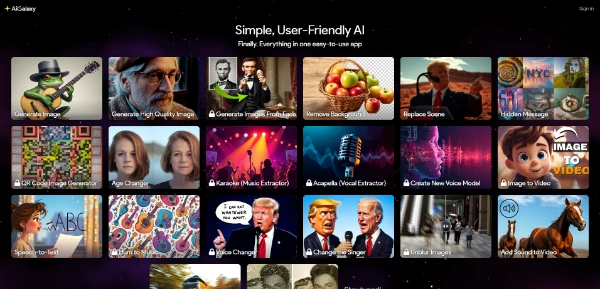 AiGalaxy
Sign In
Simple, User-Friendly AI
Finally. Everything in one easy-to-use app
Generate Image
Generate High Quality Image
Generate Images From Face
Remove Background
Replace Scene
NYC
Hidden Message
QR Code Image Generator
Age Changer
Karaoke (Music Extractor)
Acapella (Vocal Extractor)
Create New Voice Model
IMAGE
TO
VIDEO
Image to Video
ABC
Speech-to-Text
Hum to Music
I CAN SAY
WHATEVER
YOU WANT.
Voice Changer
Change the Singer
Unblur Images
Add Sound to Video